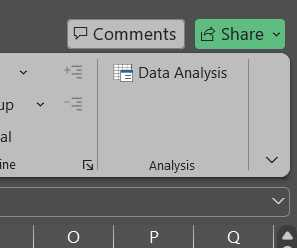 Comments Share
Data Analysis
up
al
ine Analysis
O P Q